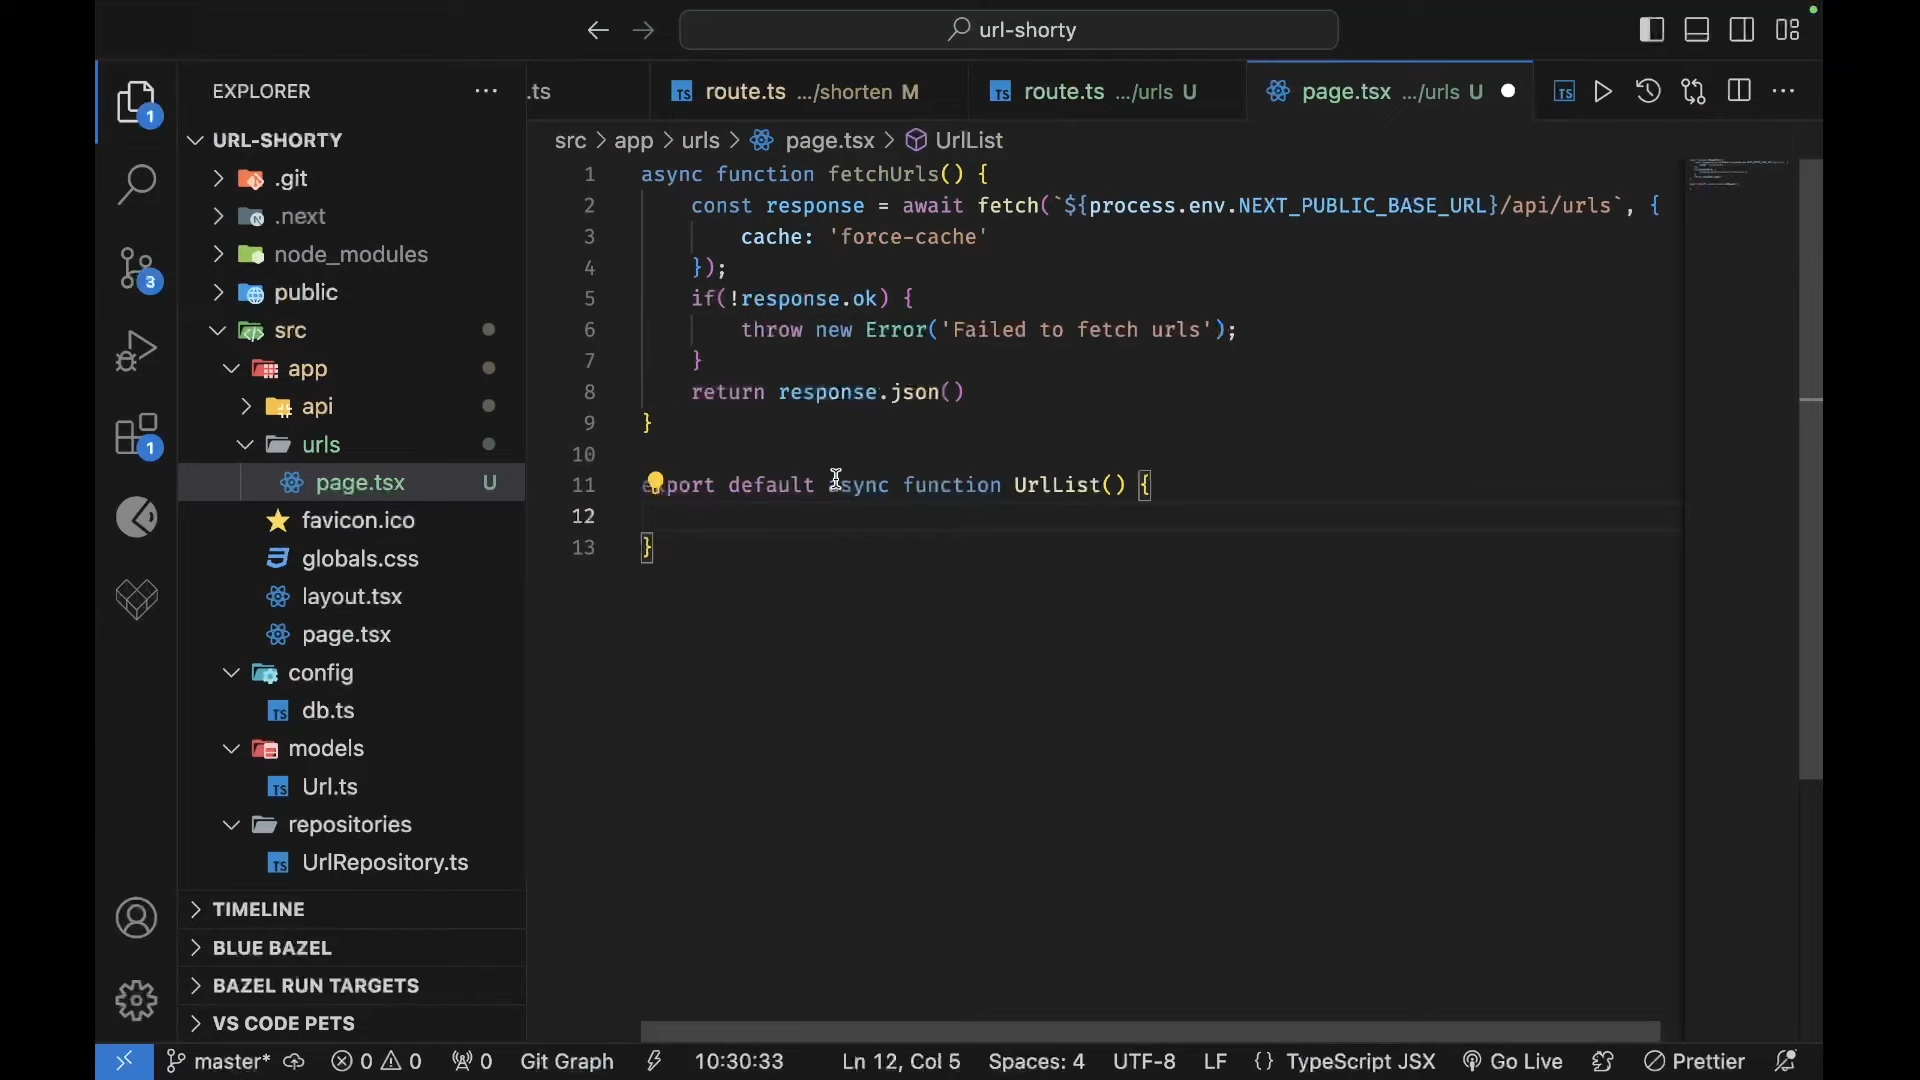 url-shorty
EXPLORER
.ts
route.ts .../shorten M
route.ts .../urls U
page.tsx .../urls U
URL-SHORTY
src > app > urls > page.tsx > UrlList
.git
.next
node_modules
public
src
app
api
urls
page.tsx U
favicon.ico
globals.css
layout.tsx
page.tsx
config
db.ts
models
Url.ts
repositories
UrlRepository.ts
TIMELINE
BLUE BAZEL
BAZEL RUN TARGETS
VS CODE PETS
1
3
1
1 async function fetchUrls() {
2 const response = await fetch(`${process.env.NEXT_PUBLIC_BASE_URL}/api/urls`, {
3 cache: 'force-cache'
4 });
5 if(!response.ok) {
6 throw new Error('Failed to fetch urls');
7 }
8 return response.json()
9 }
10
11 export default async function UrlList() {
12
13 }
master* 0 0 0 Git Graph 10:30:33 Ln 12, Col 5 Spaces: 4 UTF-8 LF {} TypeScript JSX Go Live Prettier